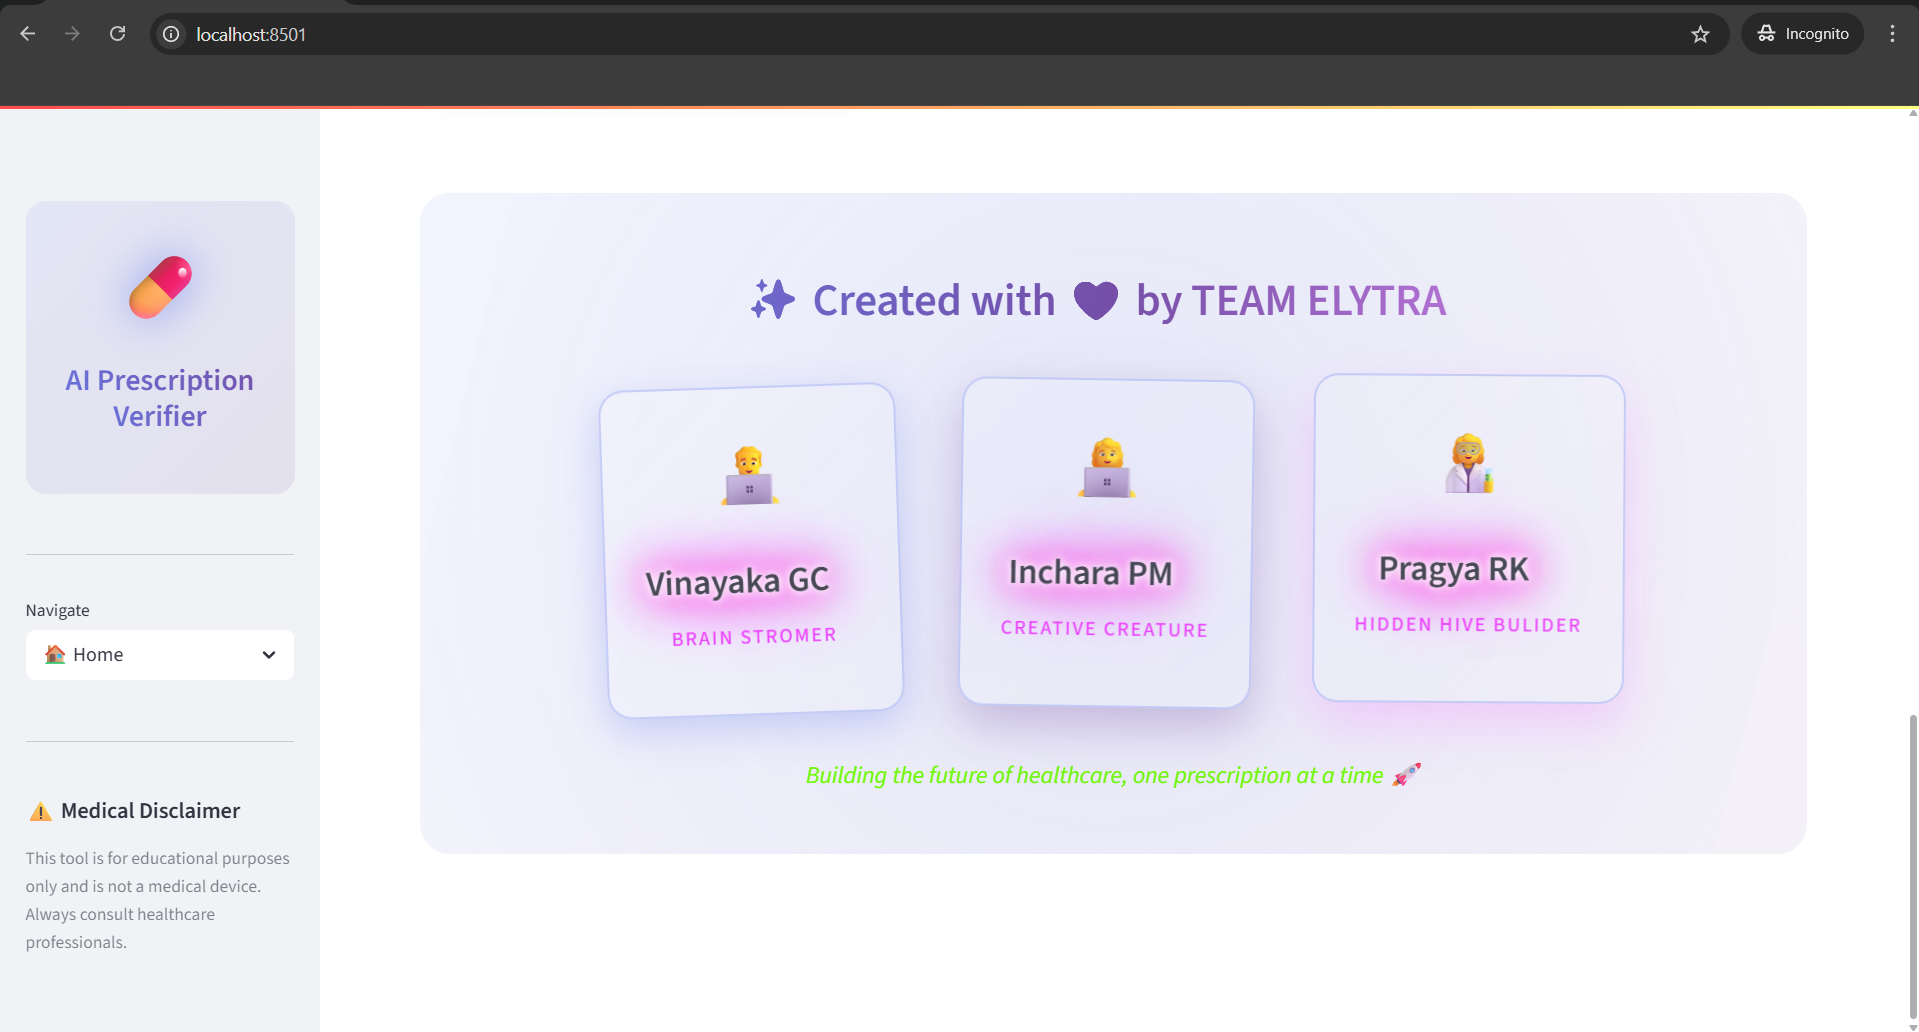 localhost:8501
Incognito
AI Prescription
Verifier
Navigate
Home
Medical Disclaimer
This tool is for educational purposes
only and is not a medical device.
Always consult healthcare
professionals.
Created with by TEAM ELYTRA
Vinayaka GC
BRAIN STROMER
Inchara PM
CREATIVE CREATURE
Pragya RK
HIDDEN HIVE BULIDER
Building the future of healthcare, one prescription at a time